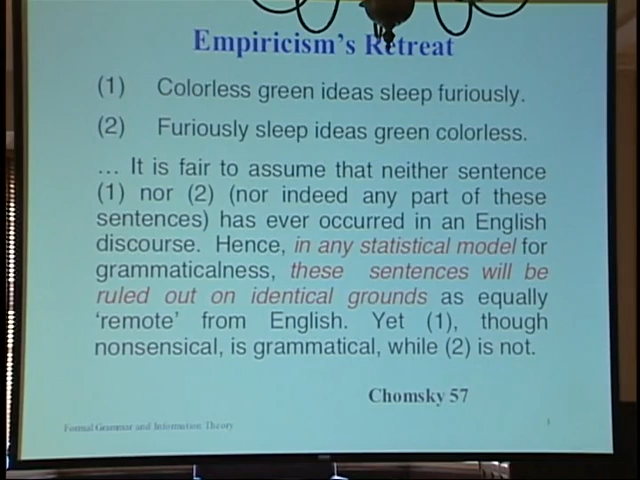 Empiricism's Retreat
(1) Colorless green ideas sleep furiously.
(2) Furiously sleep ideas green colorless.
… It is fair to assume that neither sentence
(1) nor (2) (nor indeed any part of these
sentences) has ever occurred in an English
discourse. Hence, in any statistical model for
grammaticalness, these sentences will be
ruled out on identical grounds as equally
'remote' from English. Yet (1), though
nonsensical, is grammatical, while (2) is not.
Chomsky 57
Formal Grammar and Information Theory
3